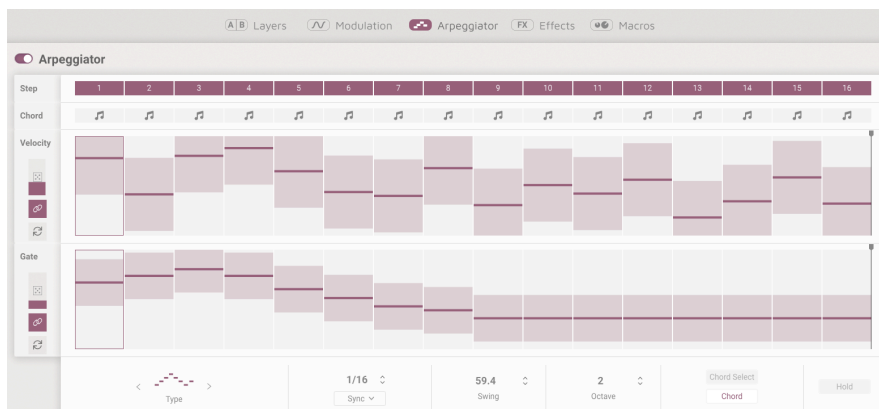 A B Layers Modulation Arpeggiator FX Effects Macros
Arpeggiator
Step 1 2 3 4 5 6 7 8 9 10 11 12 13 14 15 16
Chord
Velocity
Gate
1/16 59.4 2 Chord Select
Type Sync Swing Octave Chord Hold